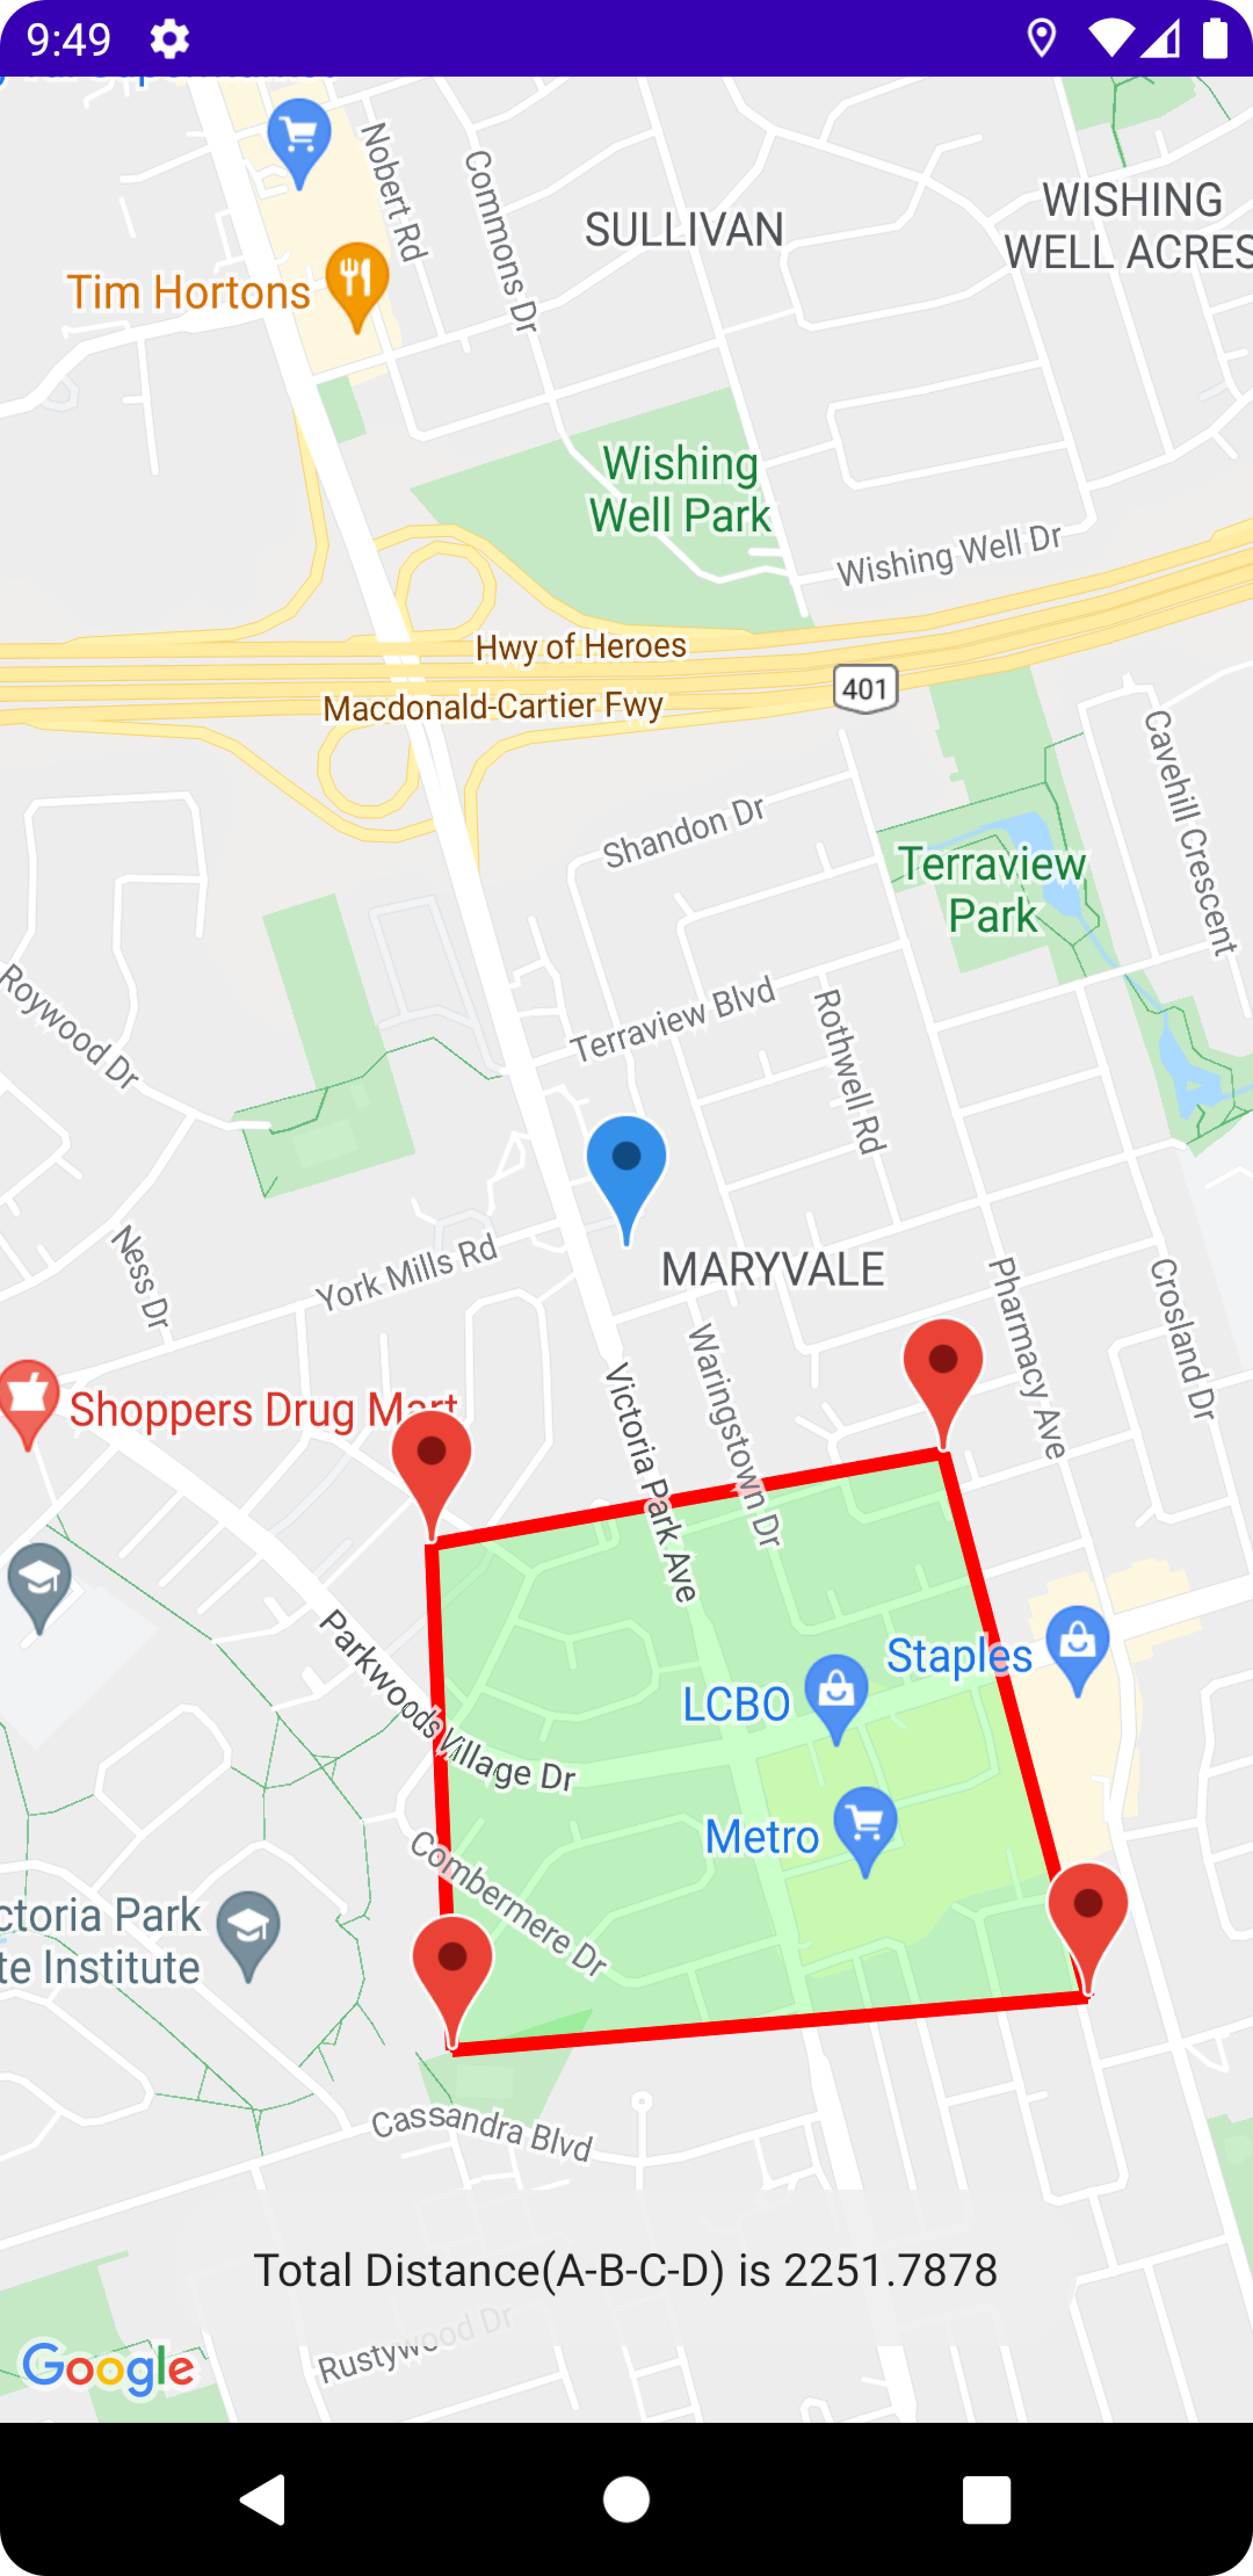 9:49
Nobert Rd
Commons Dr
SULLIVAN
WISHING
WELL ACRES
Tim Hortons
Wishing
Well Park
Wishing Well Dr
Hwy of Heroes
401
Macdonald-Cartier Fwy
Cavehill Crescent
Shandon Dr
Terraview
Park
Roywood Dr
Terraview Blvd
Rothwell Rd
Ness Dr
York Mills Rd
MARYVALE
Pharmacy Ave
Crosland Dr
Waringstown Dr
Shoppers Drug Mart
Victoria Park Ave
Parkwoods Village Dr
Staples
LCBO
Metro
Combermere Dr
ctoria Park
te Institute
Cassandra Blvd
Total Distance(A-B-C-D) is 2251.7878
Rustywood Dr
Google